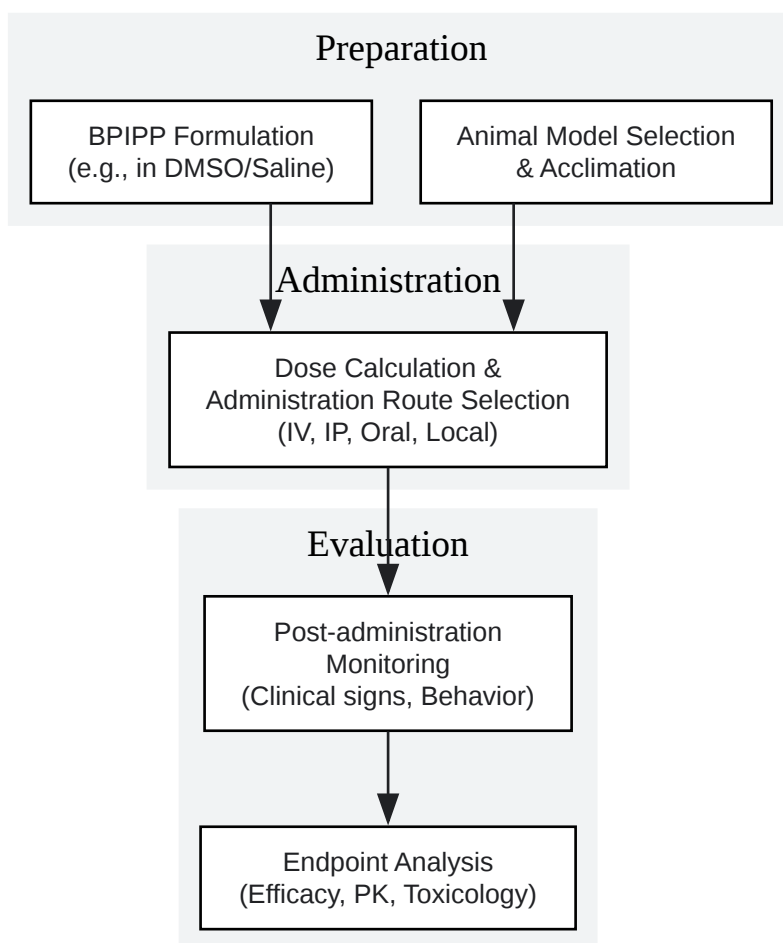 Preparation
BPIPP Formulation
(e.g., in DMSO/Saline)
Animal Model Selection
& Acclimation
Administration
Dose Calculation &
Administration Route Selection
(IV, IP, Oral, Local)
Evaluation
Post-administration
Monitoring
(Clinical signs, Behavior)
Endpoint Analysis
(Efficacy, PK, Toxicology)